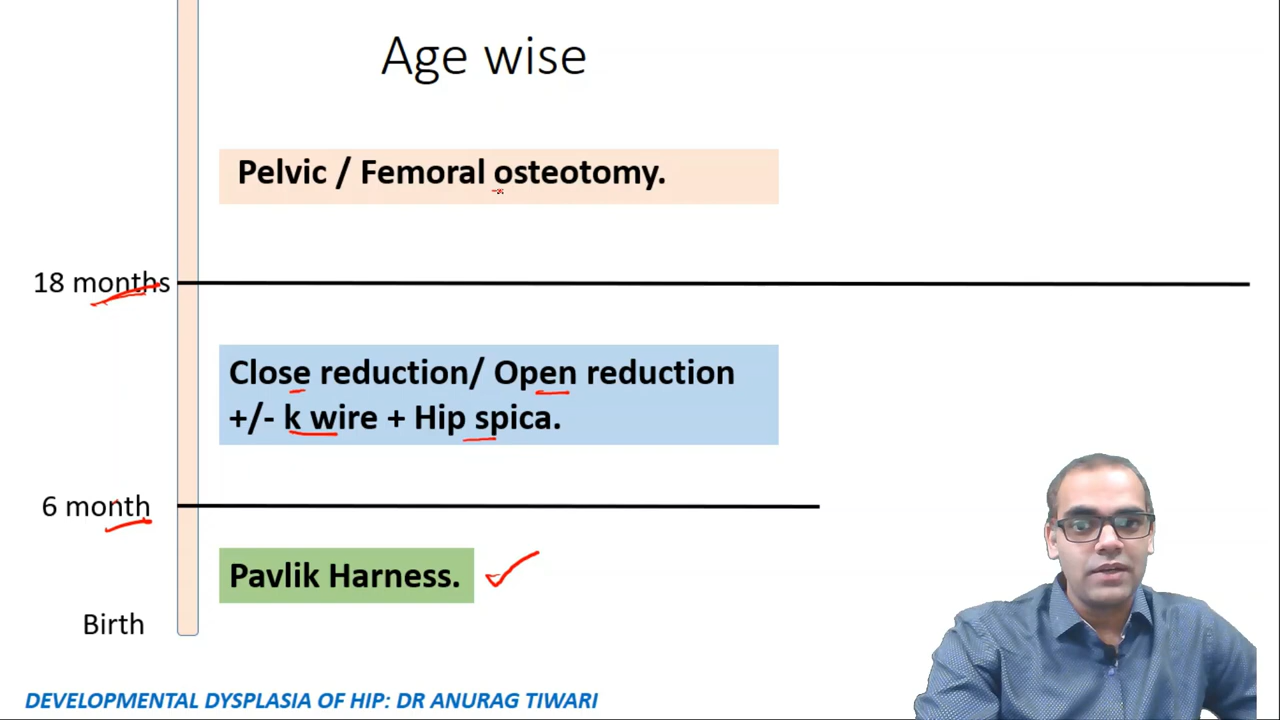 Age wise
Pelvic / Femoral osteotomy.
18 months
Close reduction/ Open reduction
+/- k wire + Hip spica.
6 month
Pavlik Harness.
Birth
DEVELOPMENTAL DYSPLASIA OF HIP: DR ANURAG TIWARI